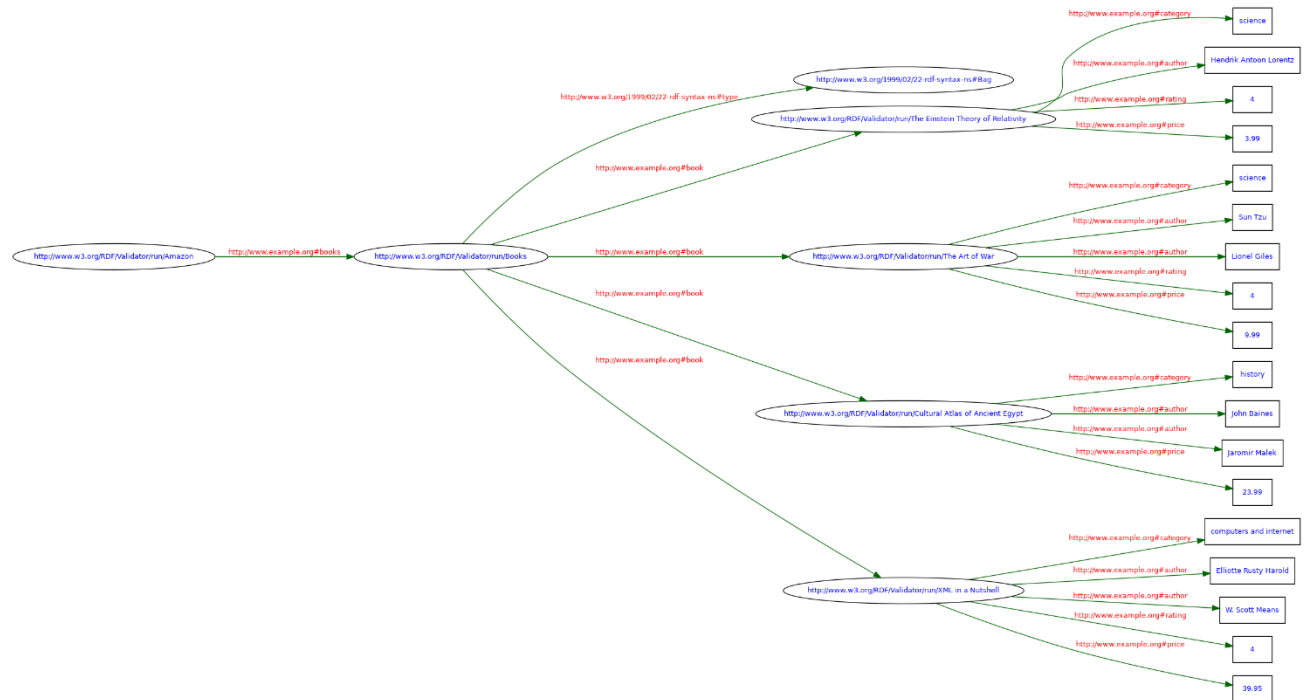 http://www.example.org#category
science
http://www.example.org#author
Hendrik Antoon Lorentz
http://www.w3.org/1999/02/22-rdf-syntax-ns#Bag
http://www.w3.org/1999/02/22-rdf-syntax-ns#type
http://www.example.org#rating
4
http://www.w3.org/RDF/Validator/run/The Einstein Theory of Relativity
http://www.example.org#price
3.99
http://www.example.org#book
http://www.example.org#category
science
http://www.example.org#author
Sun Tzu
http://www.w3.org/RDF/Validator/run/Amazon
http://www.example.org#books
http://www.w3.org/RDF/Validator/run/Books
http://www.example.org#book
http://www.w3.org/RDF/Validator/run/The Art of War
http://www.example.org#author
Lionel Giles
http://www.example.org#rating
4
http://www.example.org#price
9.99
http://www.example.org#book
http://www.example.org#book
http://www.example.org#category
history
http://www.w3.org/RDF/Validator/run/Cultural Atlas of Ancient Egypt
http://www.example.org#author
John Baines
http://www.example.org#author
Jaromir Malek
http://www.example.org#price
23.99
http://www.example.org#category
computers and internet
http://www.example.org#author
Elliotte Rusty Harold
http://www.w3.org/RDF/Validator/run/XML in a Nutshell
http://www.example.org#author
W. Scott Means
http://www.example.org#rating
4
http://www.example.org#price
39.95